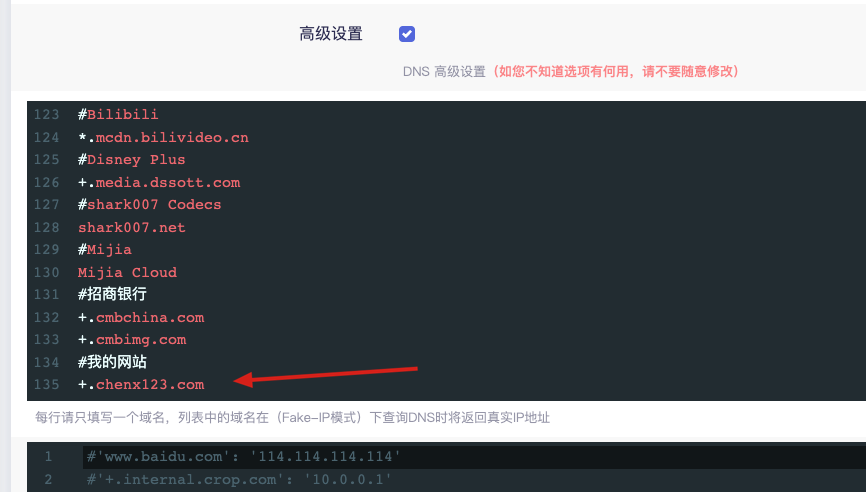 高级设置
DNS 高级设置（如您不知道选项有何用，请不要随意修改）
123 #Bilibili
124 *.mcdn.bilivideo.cn
125 #Disney Plus
126 +.media.dssott.com
127 #shark007 Codecs
128 shark007.net
129 #Mijia
130 Mijia Cloud
131 #招商银行
132 +.cmbchina.com
133 +.cmbimg.com
134 #我的网站
135 +.chenx123.com
每行请只填写一个域名，列表中的域名在（Fake-IP模式）下查询DNS时将返回真实IP地址
1 #'www.baidu.com': '114.114.114.114'
2 #'+.internal.crop.com': '10.0.0.1'